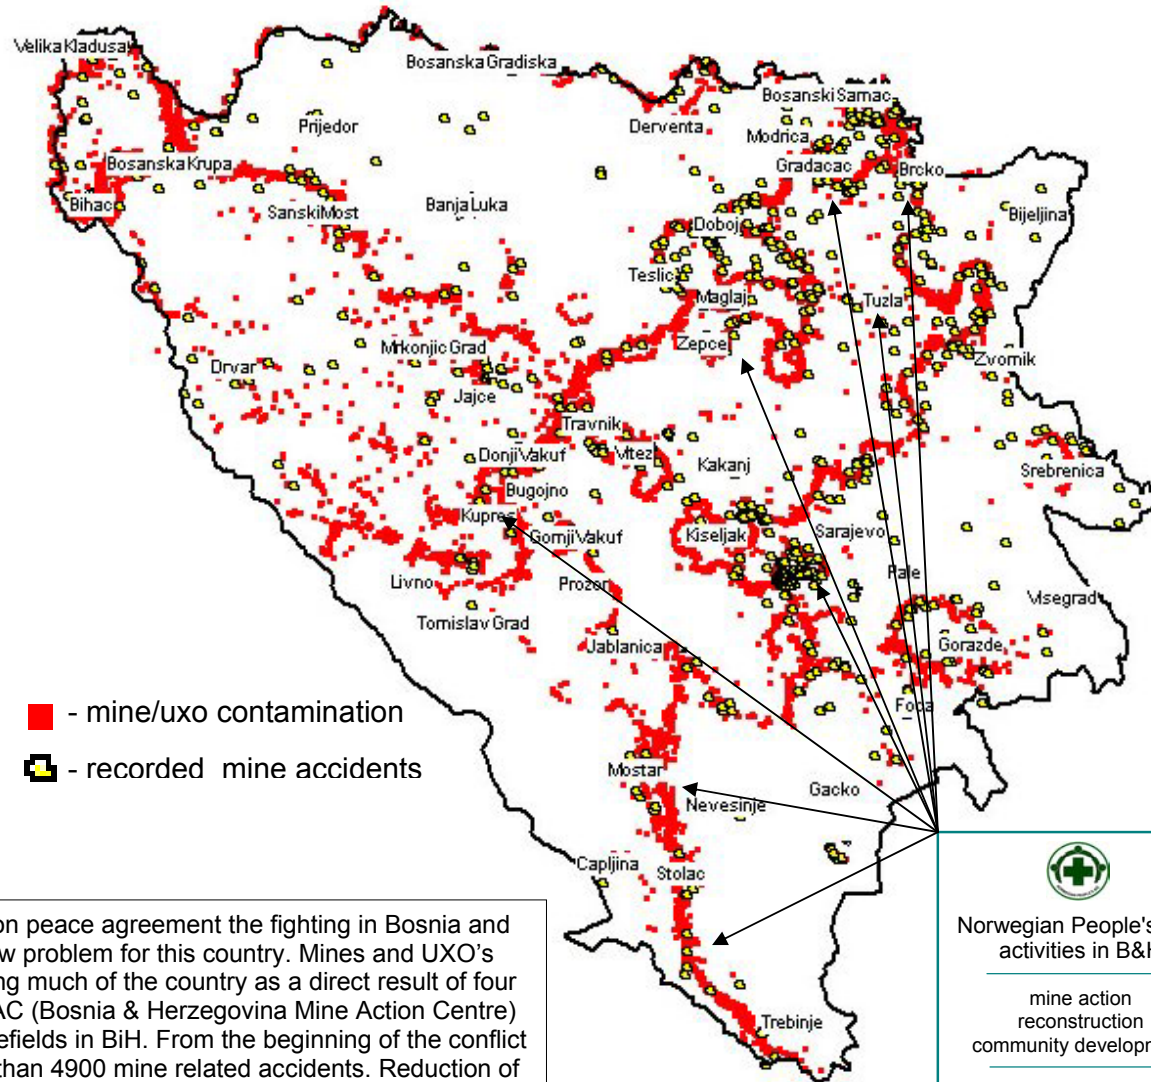 Velika Kladusa
Bosanska Gradiska
Bosanski Samac
Prijedor
Derventa
Modrica
Bosanska Krupa
Gradacac
Brcko
Bihac
Sanski Most
Banja Luka
Bijeljina
Doboj
Teslic
Maglaj
Tuzla
Zepce
Mrkonjic Grad
Zvornik
Drvar
Jajce
Travnik
Donji Vakuf
Vitez
Kakanj
Srebrenica
Bugojno
Kupres
Gornji Vakuf
Kiseljak
Sarajevo
Livno
Prozor
Pale
Visegrad
Tomislav Grad
Jablanica
Gorazde
Foca
- mine/uxo contamination
- recorded mine accidents
Mostar
Nevesinje
Gacko
Capljina
Stolac
Trebinje
on peace agreement the fighting in Bosnia and
w problem for this country. Mines and UXO's
ng much of the country as a direct result of four
AC (Bosnia & Herzegovina Mine Action Centre)
efields in BiH. From the beginning of the conflict
than 4900 mine related accidents. Reduction of
Norwegian People's
activities in B&H
mine action
reconstruction
community developm